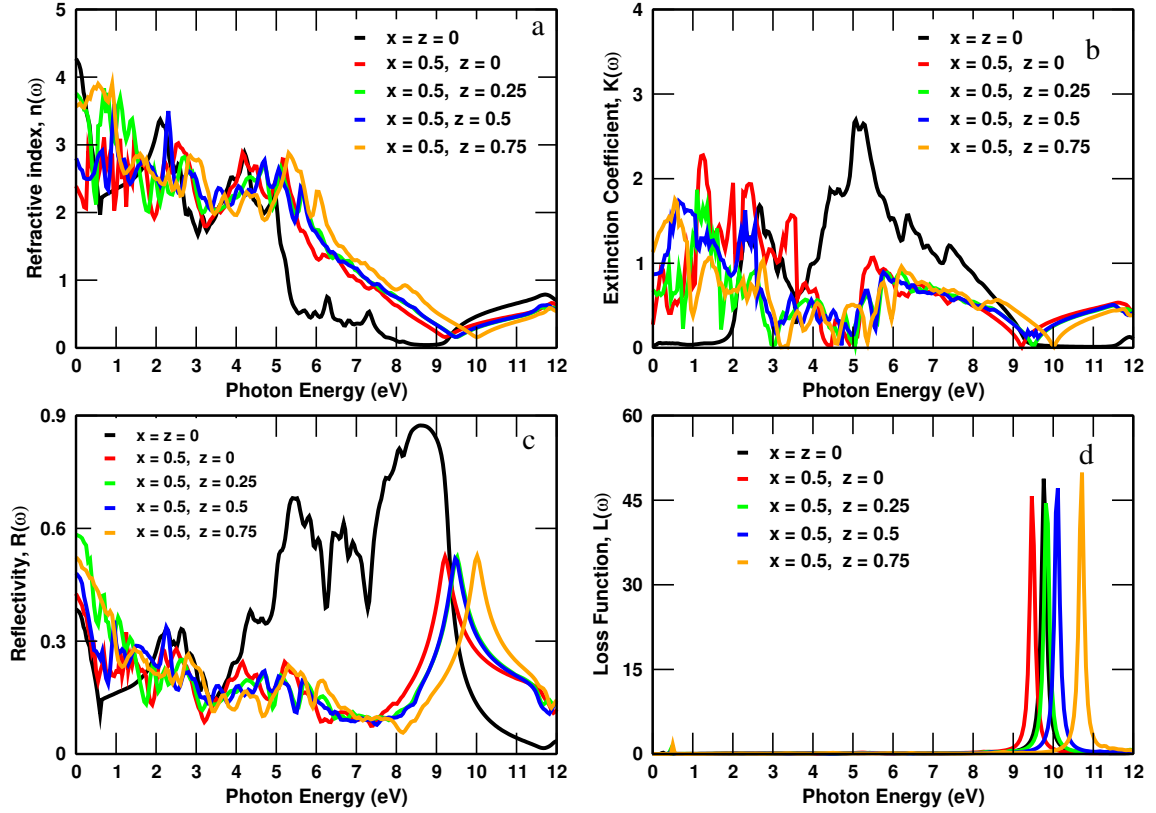 5
4
3
2
1
0
Refractive index, n(ω)
a
x = z = 0
x = 0.5, z = 0
x = 0.5, z = 0.25
x = 0.5, z = 0.5
x = 0.5, z = 0.75
0 1 2 3 4 5 6 7 8 9 10 11 12
Photon Energy (eV)
4
3
2
1
0
Extinction Coefficient, K(ω)
b
x = z = 0
x = 0.5, z = 0
x = 0.5, z = 0.25
x = 0.5, z = 0.5
x = 0.5, z = 0.75
0 1 2 3 4 5 6 7 8 9 10 11 12
Photon Energy (eV)
0.9
0.6
0.3
0
Reflectivity, R(ω)
c
x = z = 0
x = 0.5, z = 0
x = 0.5, z = 0.25
x = 0.5, z = 0.5
x = 0.5, z = 0.75
0 1 2 3 4 5 6 7 8 9 10 11 12
Photon Energy (eV)
60
45
30
15
0
Loss Function, L(ω)
d
x = z = 0
x = 0.5, z = 0
x = 0.5, z = 0.25
x = 0.5, z = 0.5
x = 0.5, z = 0.75
0 1 2 3 4 5 6 7 8 9 10 11 12
Photon Energy (eV)